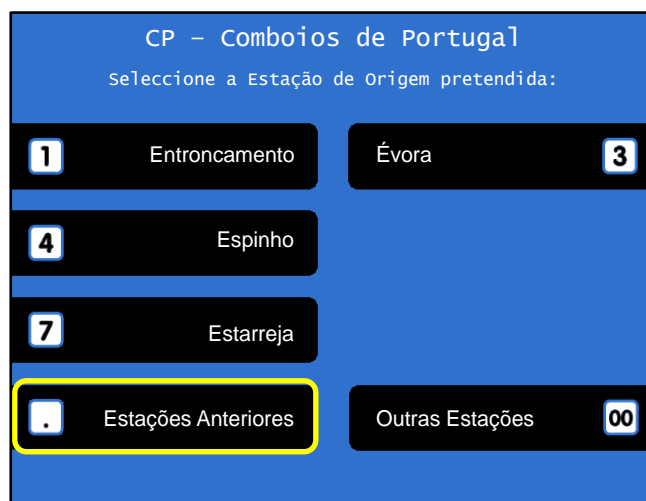 CP – Comboios de Portugal
Seleccione a Estação de Origem pretendida:
1 Entroncamento
Évora 3
4 Espinho
7 Estarreja
. Estações Anteriores
Outras Estações 00